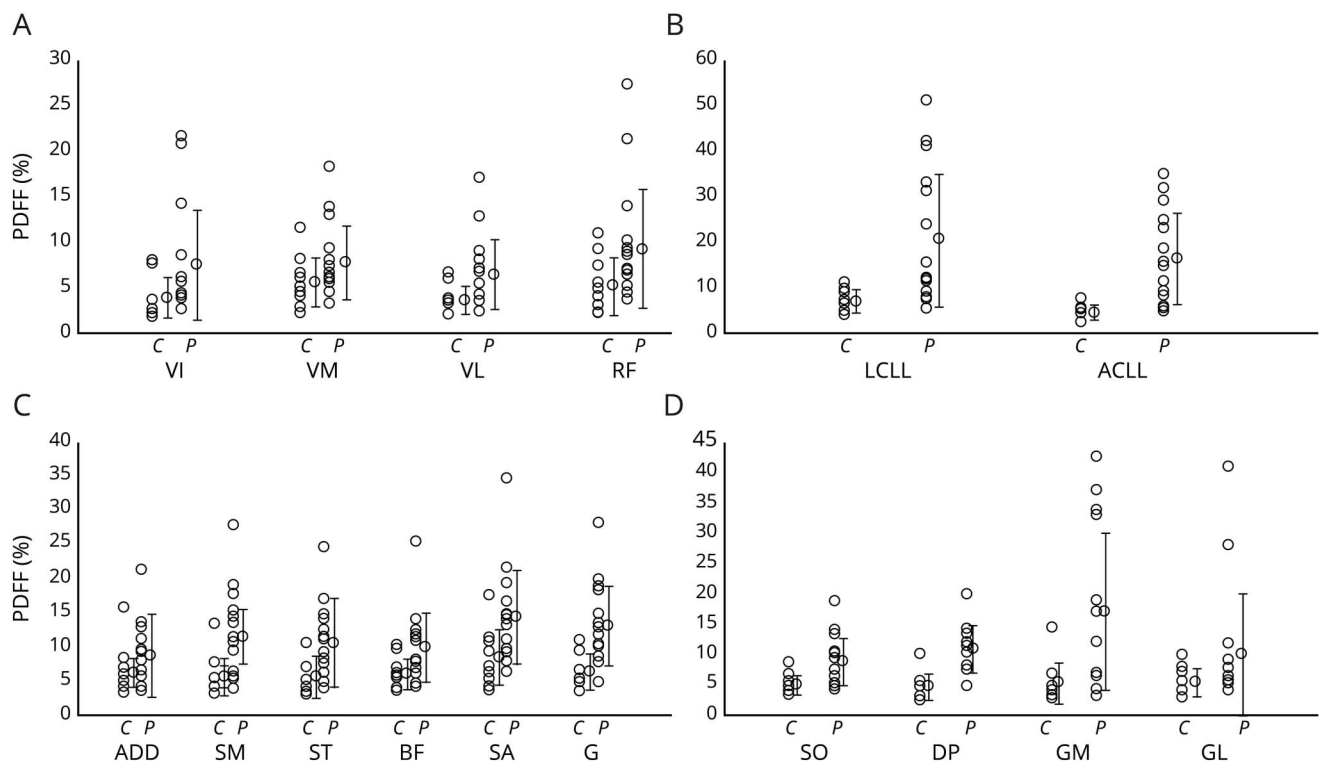 A
PDFF (%)
30
25
20
15
10
5
0
C P C P C P C P
VI VM VL RF
B
60
50
40
30
20
10
0
C P C P
LCLL ACLL
C
PDFF (%)
40
35
30
25
20
15
10
5
0
C P C P C P C P C P C P
ADD SM ST BF SA G
D
45
40
35
30
25
20
15
10
5
0
C P C P C P C P
SO DP GM GL